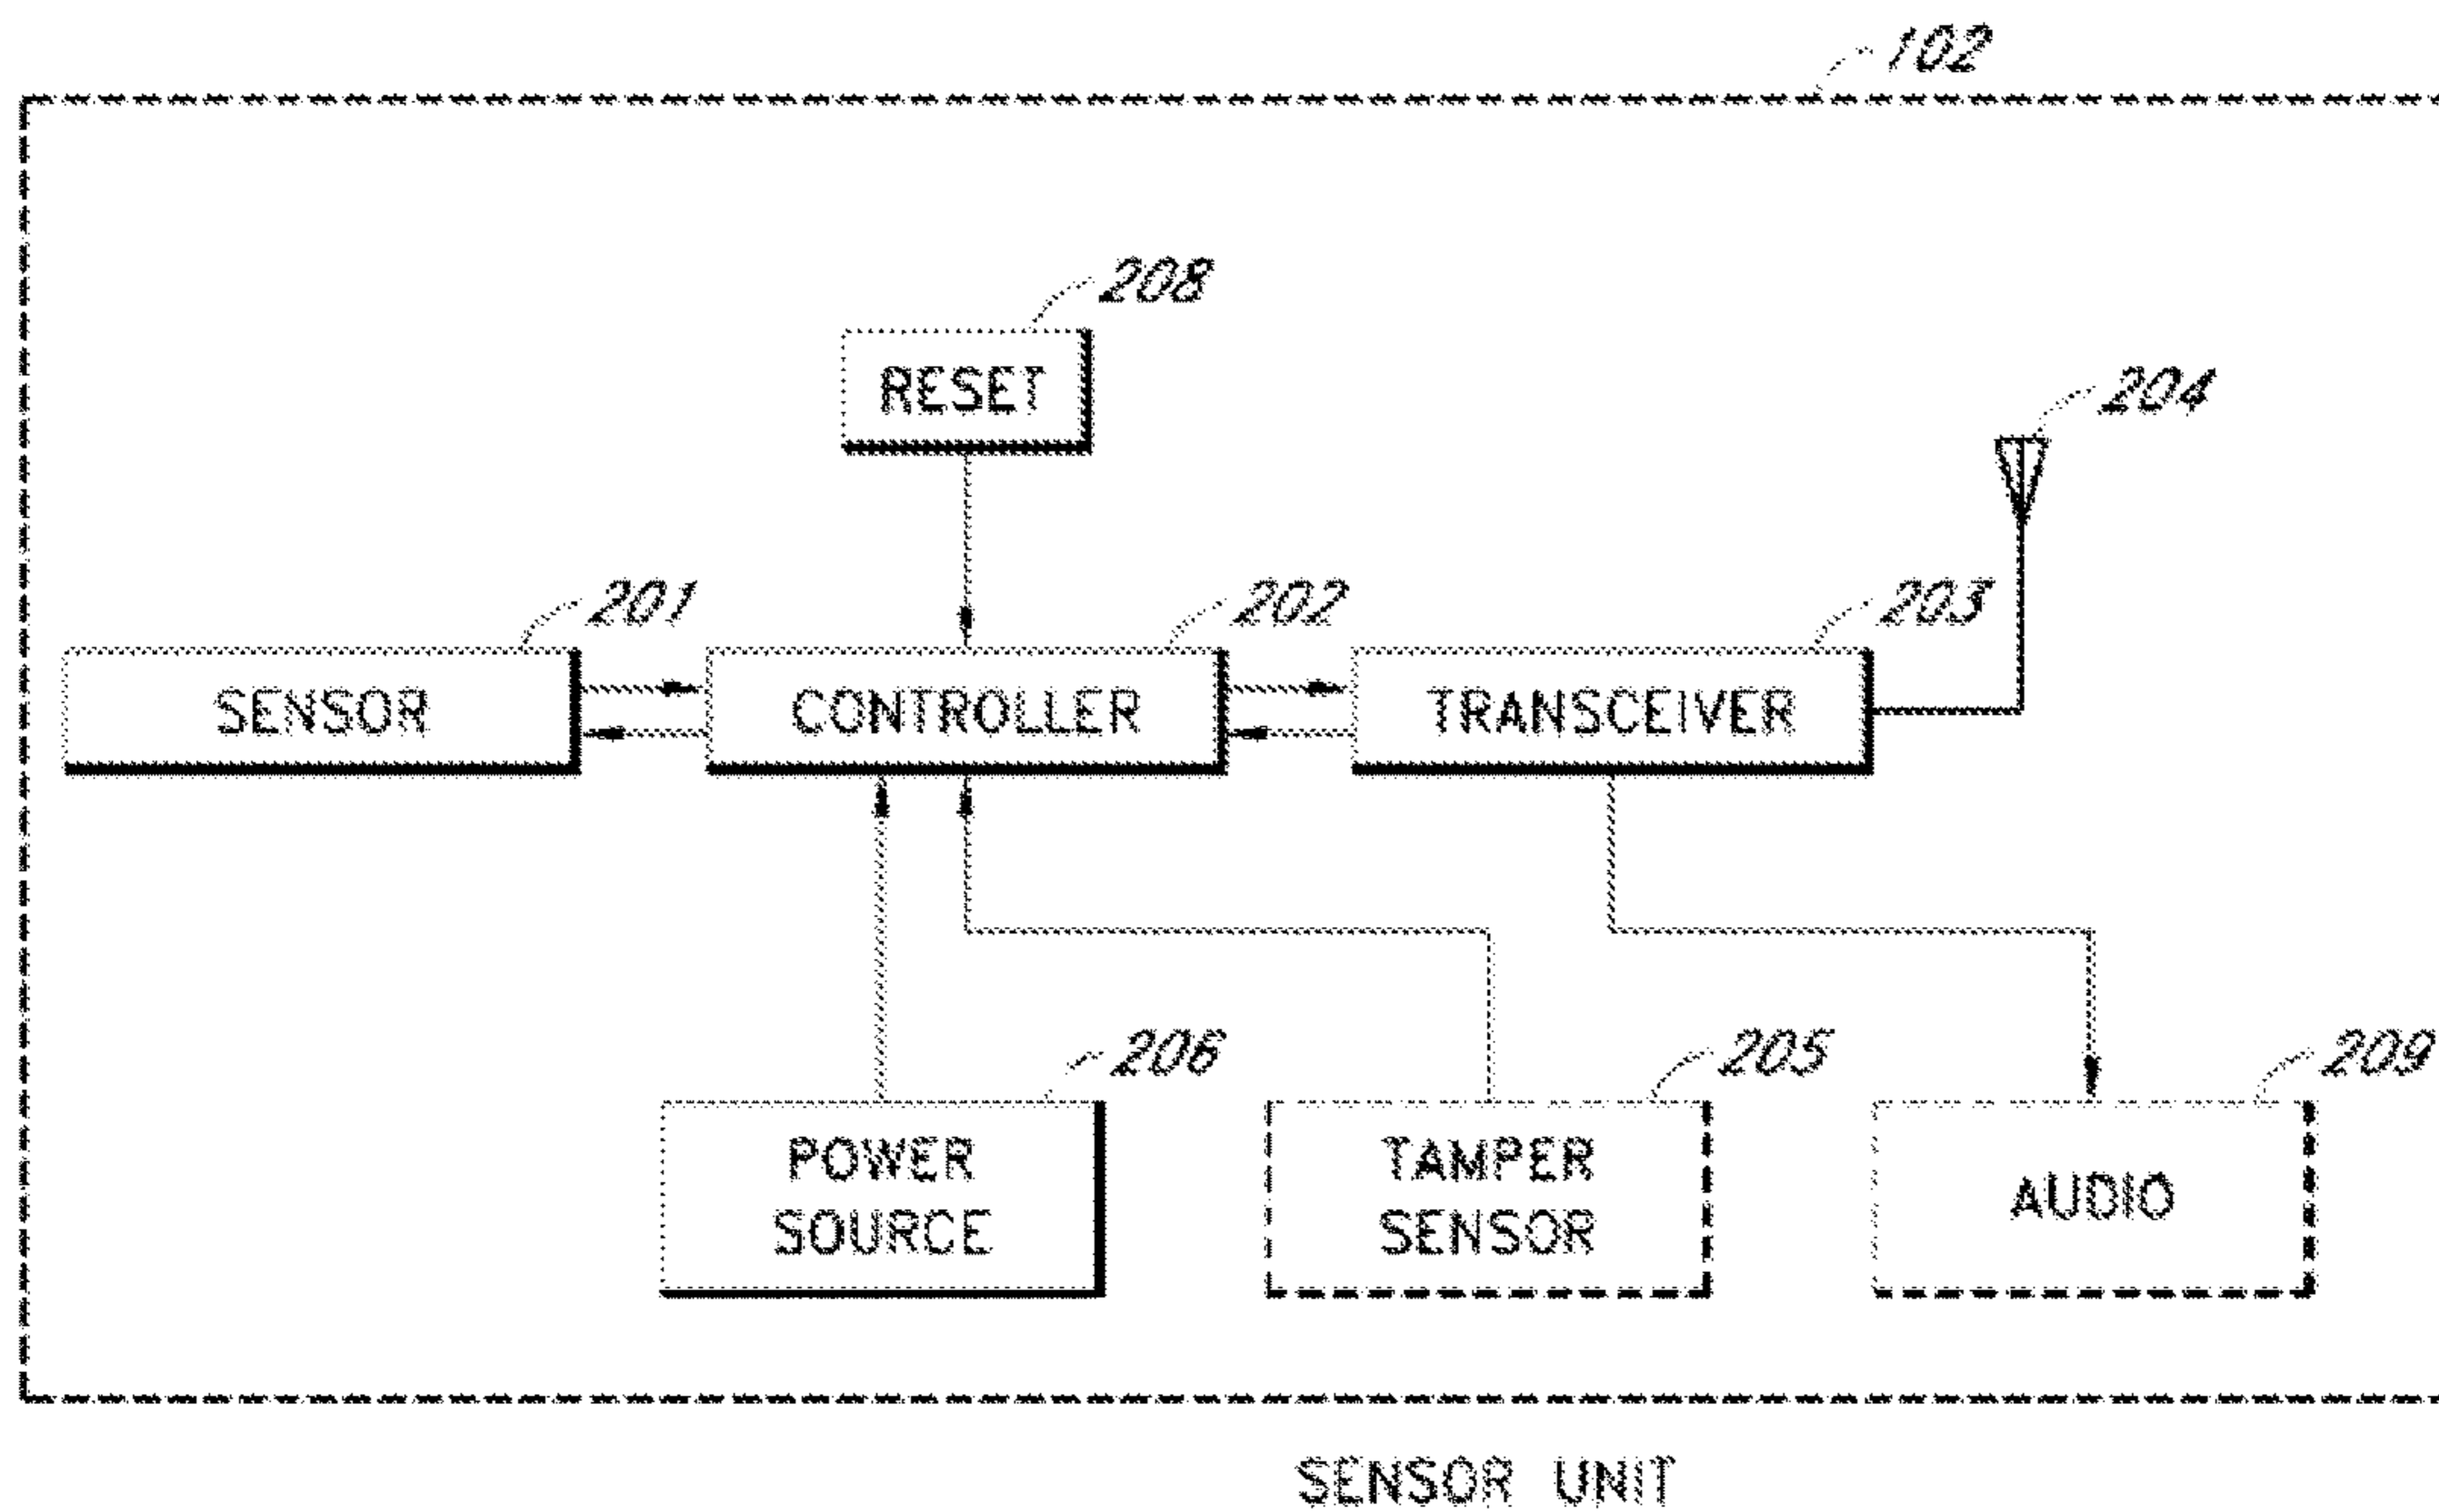 102
208
RESET
204
201
202
203
SENSOR
CONTROLLER
TRANSCEIVER
206
205
209
POWER
SOURCE
TAMPER
SENSOR
AUDIO
SENSOR UNIT